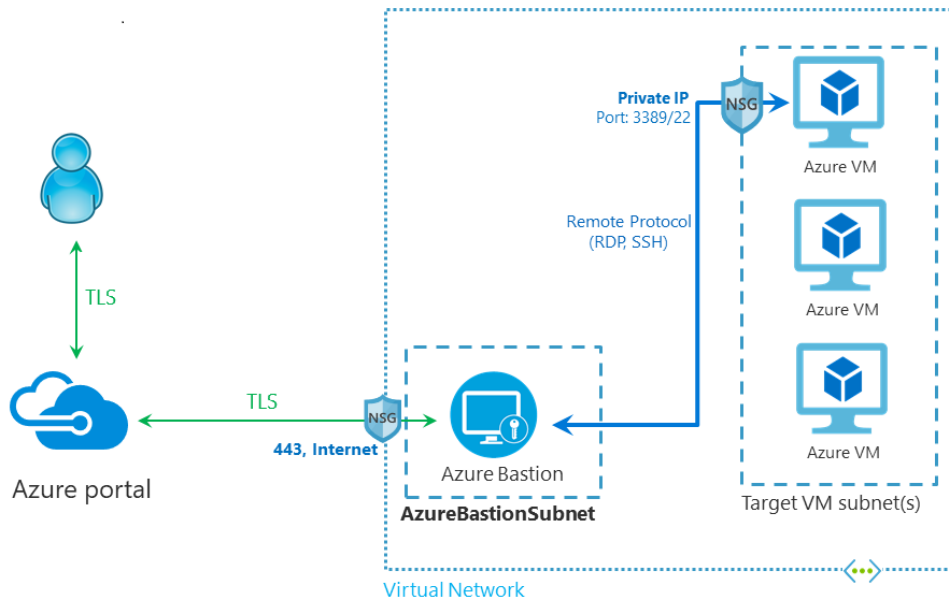 Private IP
Port: 3389/22
NSG
Azure VM
Remote Protocol
(RDP, SSH)
Azure VM
TLS
TLS
NSG
443, Internet
Azure Bastion
Azure VM
Azure portal
AzureBastionSubnet
Target VM subnet(s)
Virtual Network